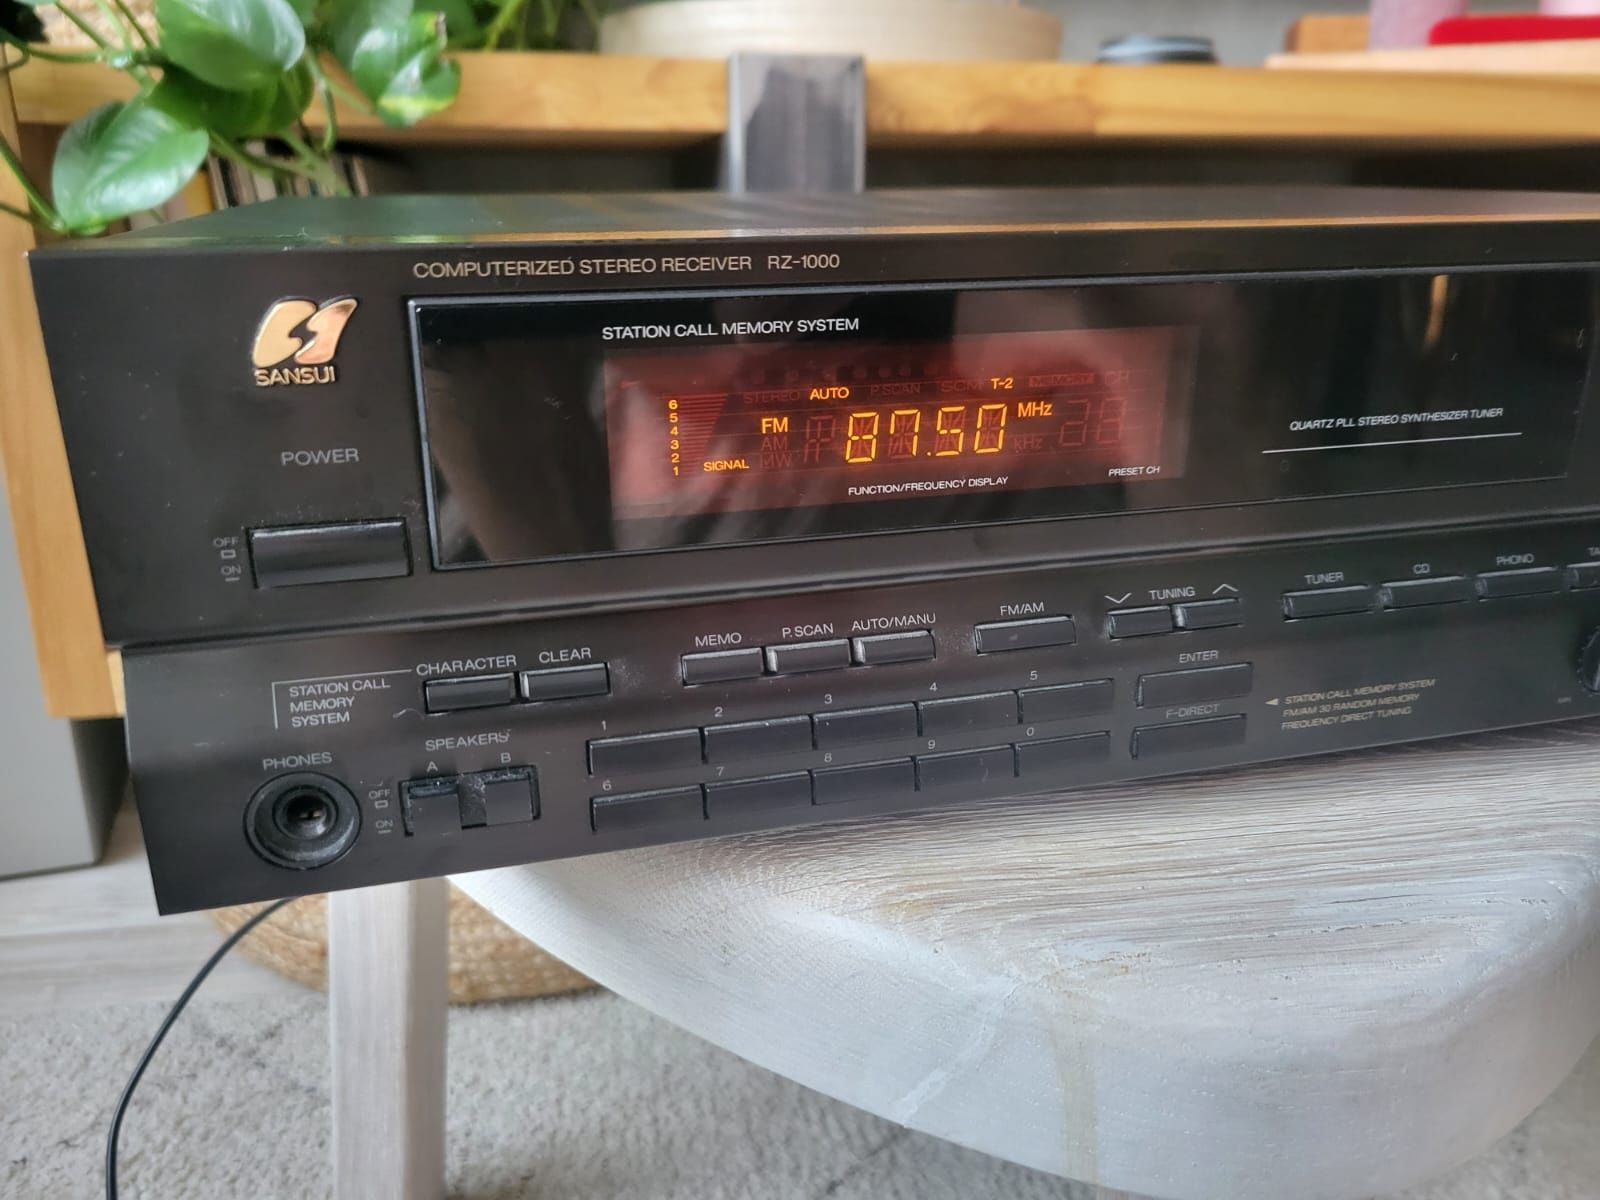 COMPUTERIZED STEREO RECEIVER RZ-1000
SANSUI
STATION CALL MEMORY SYSTEM
STEREO AUTO P.SCAN SCM T-2 MEMORY CH
6
5
4
3
2
1
SIGNAL
FM
AM
MW
87.50
MHz
kHz
FUNCTION/FREQUENCY DISPLAY
PRESET CH
QUARTZ PLL STEREO SYNTHESIZER TUNER
POWER
OFF
ON
TUNER CD PHONO
TUNING
FM/AM
MEMO P.SCAN AUTO/MANU
CHARACTER CLEAR
STATION CALL
MEMORY
SYSTEM
ENTER
F-DIRECT
STATION CALL MEMORY SYSTEM
FM/AM 30 RANDOM MEMORY
FREQUENCY DIRECT TUNING
1 2 3 4 5
6 7 8 9 0
PHONES
SPEAKERS
A B
OFF
ON